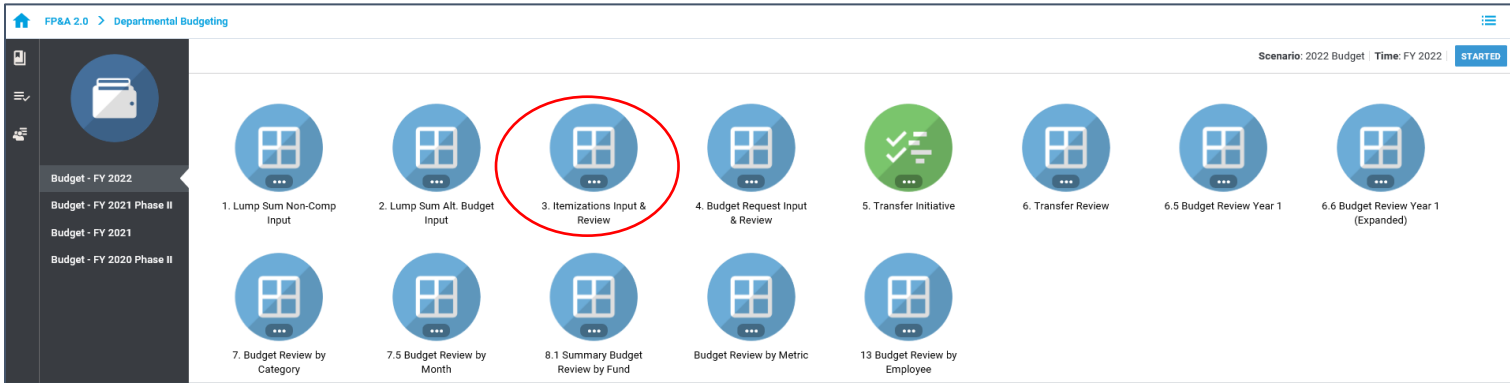 FP&A 2.0 > Departmental Budgeting
Scenario: 2022 Budget Time: FY 2022 STARTED
Budget - FY 2022
Budget - FY 2021 Phase II
Budget - FY 2021
Budget - FY 2020 Phase II
1. Lump Sum Non-Comp
Input
2. Lump Sum Alt. Budget
Input
3. Itemizations Input &
Review
4. Budget Request Input
& Review
5. Transfer Initiative
6. Transfer Review
6.5 Budget Review Year 1
6.6 Budget Review Year 1
(Expanded)
7. Budget Review by
Category
7.5 Budget Review by
Month
8.1 Summary Budget
Review by Fund
Budget Review by Metric
13 Budget Review by
Employee